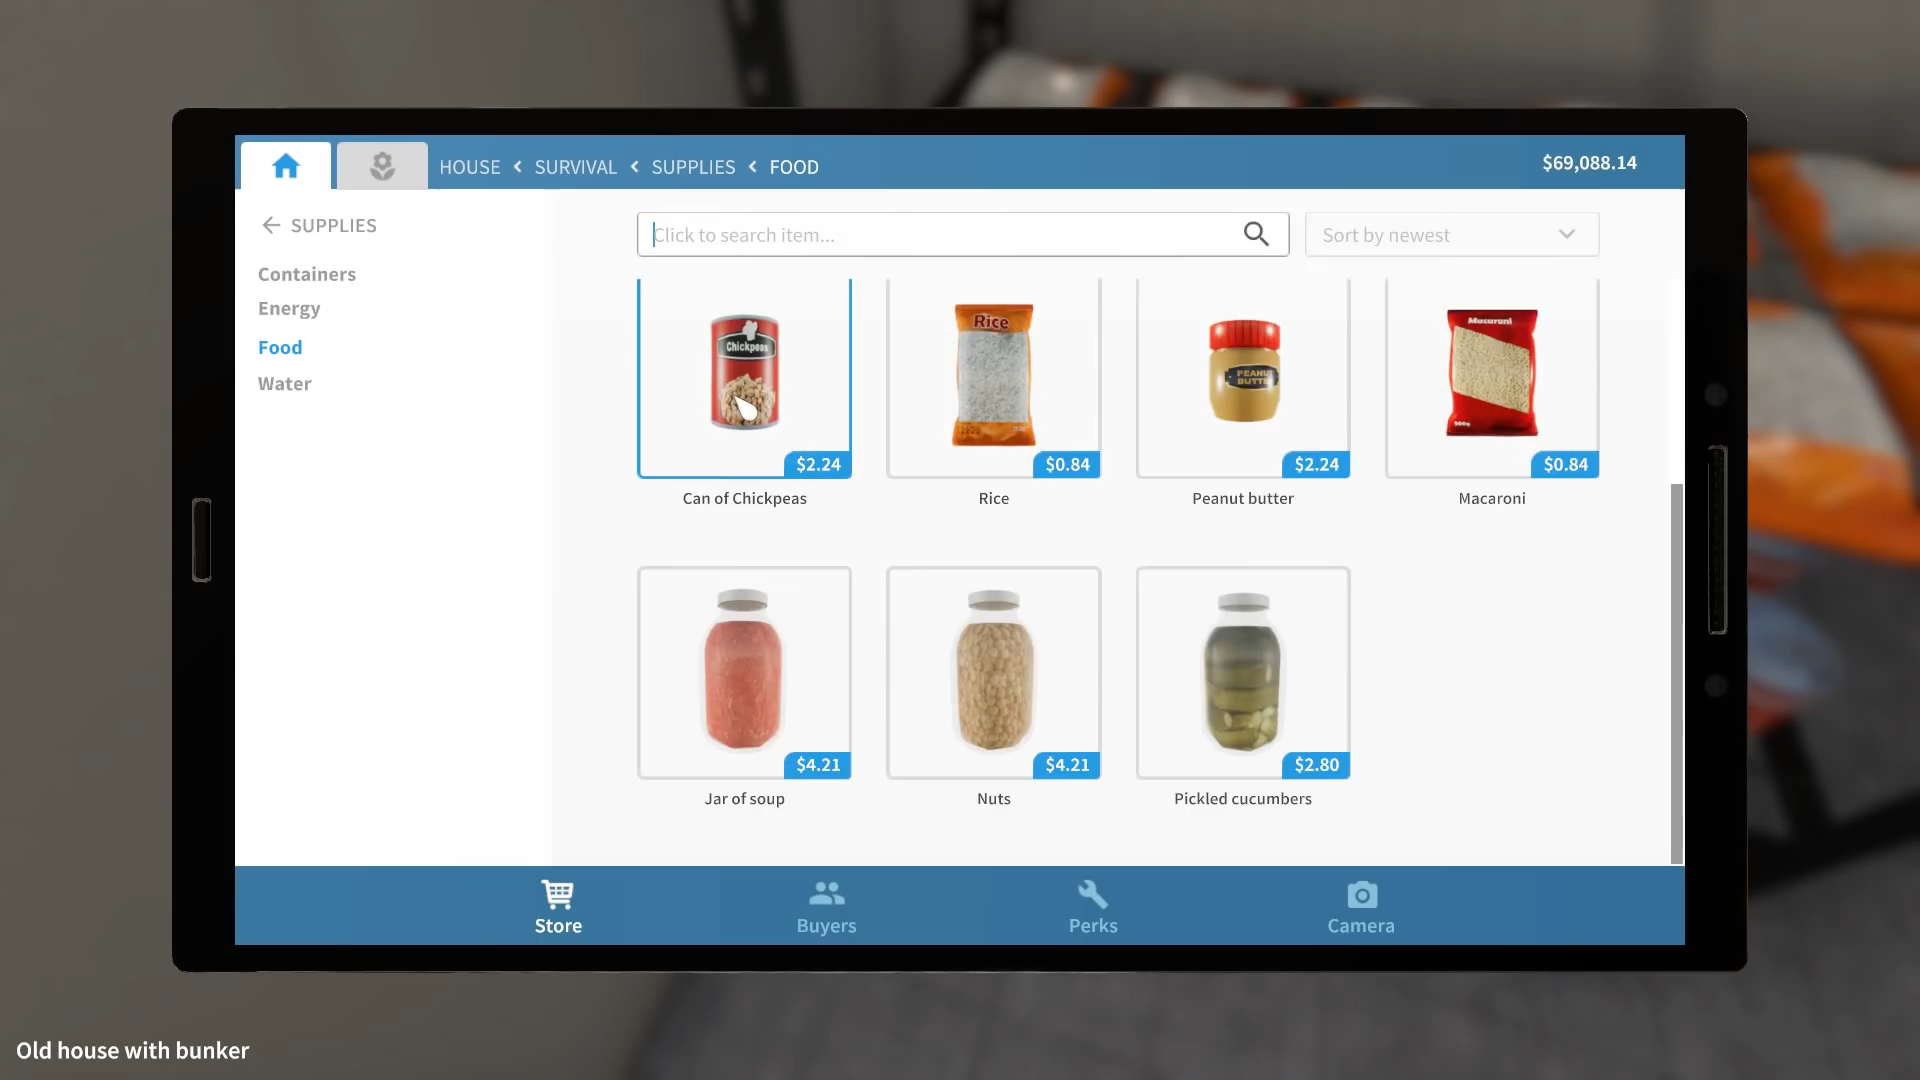 HOUSE < SURVIVAL < SUPPLIES < FOOD
$69,088.14
SUPPLIES
Click to search item...
Sort by newest
Containers
Energy
Food
Water
Chickpeas
Rice
PEANUT BUTTER
Macaroni
500g
$2.24
$0.84
$2.24
$0.84
Can of Chickpeas
Rice
Peanut butter
Macaroni
$4.21
$4.21
$2.80
Jar of soup
Nuts
Pickled cucumbers
Store
Buyers
Perks
Camera
Old house with bunker